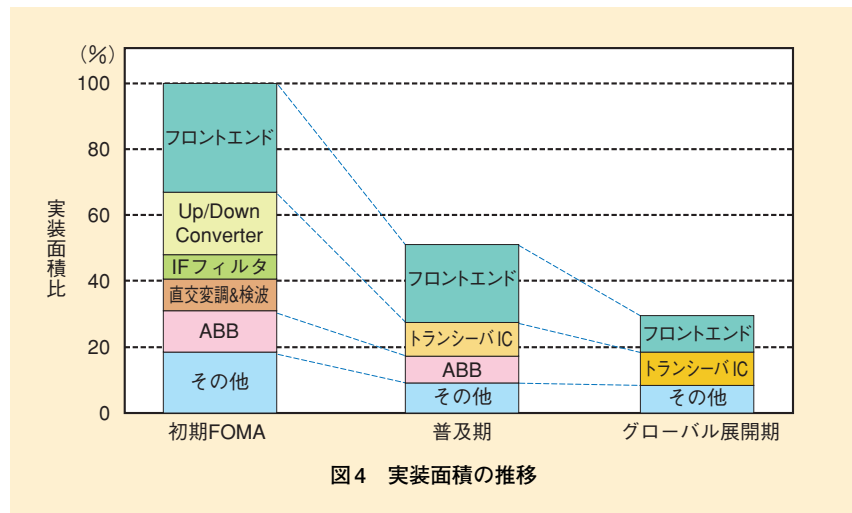 (%)
100
80
60
40
20
0
実装面積比
フロントエンド
Up/Down
Converter
IFフィルタ
直交変調&検波
ABB
その他
フロントエンド
トランシーバIC
ABB
その他
フロントエンド
トランシーバIC
その他
初期FOMA
普及期
グローバル展開期
図4 実装面積の推移